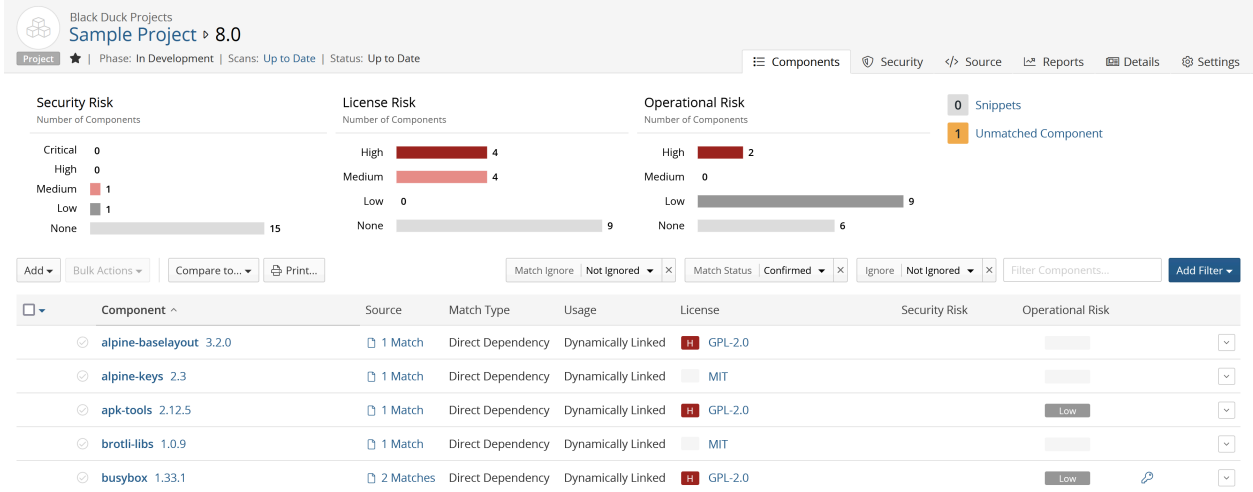 Black Duck Projects
Sample Project 8.0
Project | Phase: In Development | Scans: Up to Date | Status: Up to Date
Components Security Source Reports Details Settings
Security Risk
Number of Components
Critical 0
High 0
Medium 1
Low 1
None 15
License Risk
Number of Components
High 4
Medium 4
Low 0
None 9
Operational Risk
Number of Components
High 2
Medium 0
Low 9
None 6
0 Snippets
1 Unmatched Component
Add Bulk Actions Compare to... Print... Match Ignore Not Ignored × Match Status Confirmed × Ignore Not Ignored × Filter Components... Add Filter
Component Source Match Type Usage License Security Risk Operational Risk
alpine-baselayout 3.2.0 1 Match Direct Dependency Dynamically Linked H GPL-2.0
alpine-keys 2.3 1 Match Direct Dependency Dynamically Linked MIT
apk-tools 2.12.5 1 Match Direct Dependency Dynamically Linked H GPL-2.0 Low
brotli-libs 1.0.9 1 Match Direct Dependency Dynamically Linked MIT
busybox 1.33.1 2 Matches Direct Dependency Dynamically Linked H GPL-2.0 Low